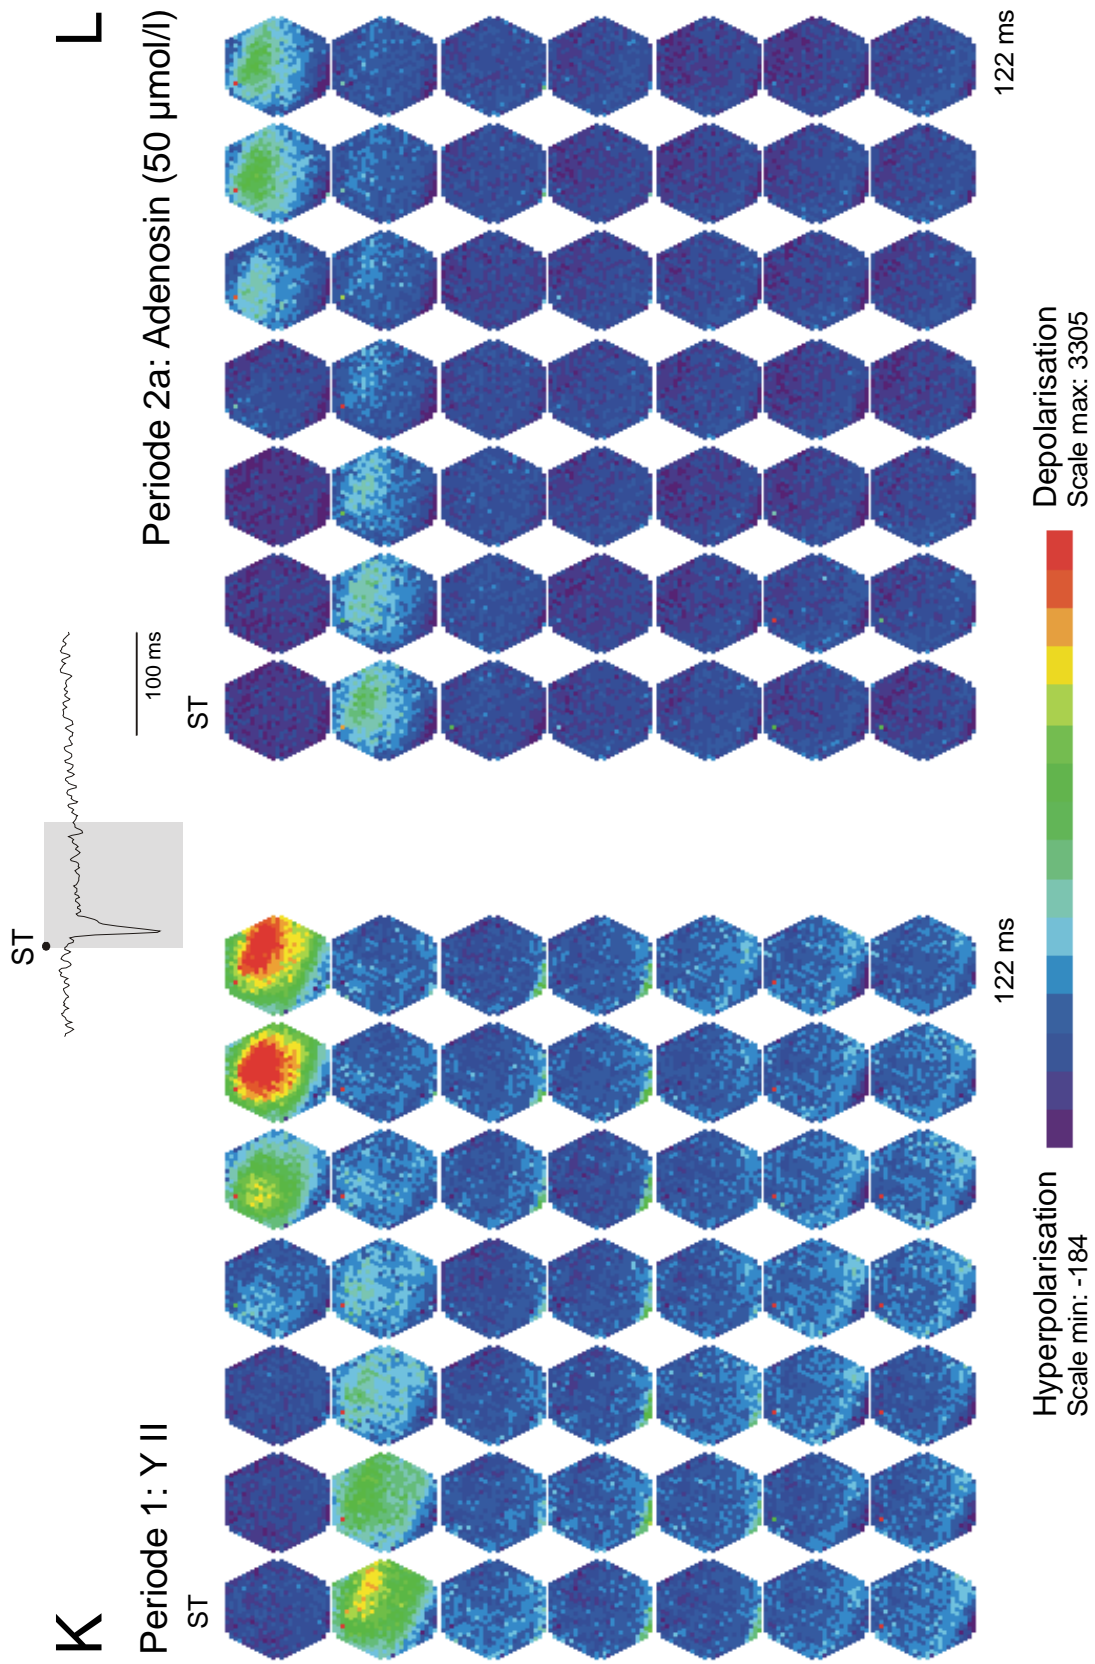 K
Periode 1: Y II
ST
122 ms
ST
100 ms
L
Periode 2a: Adenosin (50 µmol/l)
ST
122 ms
Hyperpolarisation
Scale min: -184
Depolarisation
Scale max: 3305